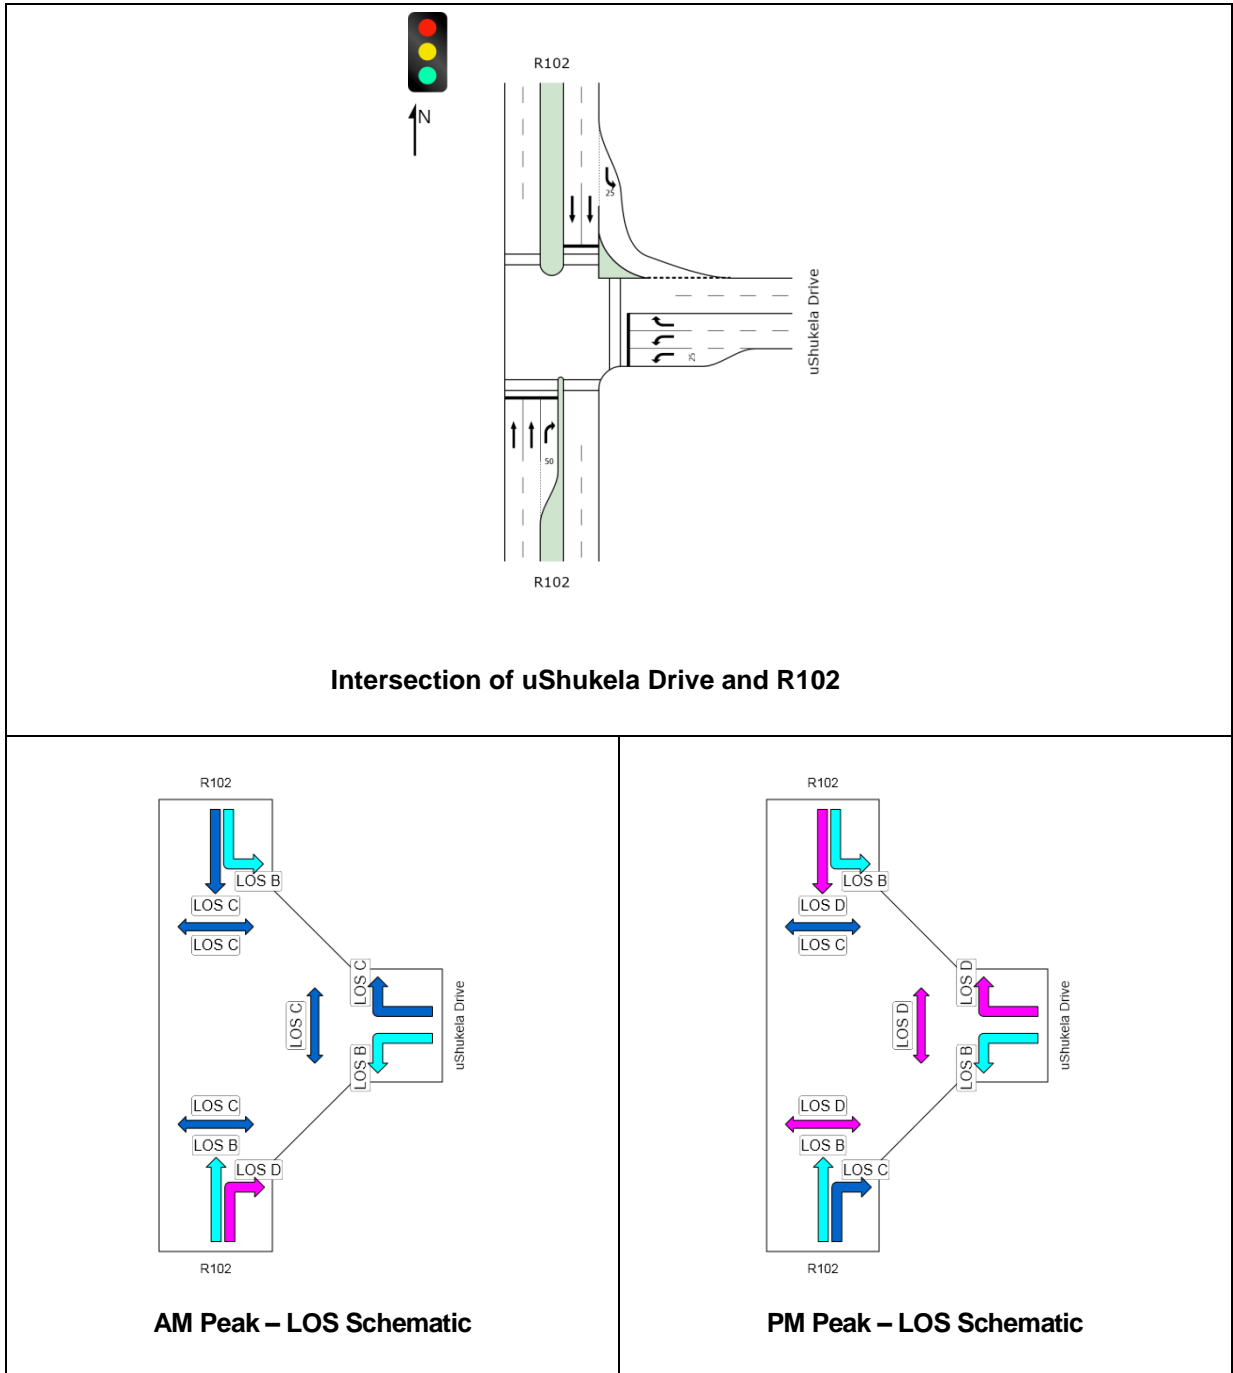 R102
N
25
uShukela Drive
25
50
R102
Intersection of uShukela Drive and R102
R102
LOS B
LOS C
LOS C
LOS C
LOS C
LOS B
uShukela Drive
LOS C
LOS B
LOS D
R102
AM Peak – LOS Schematic
R102
LOS B
LOS D
LOS C
LOS D
LOS D
LOS B
uShukela Drive
LOS D
LOS B
LOS C
R102
PM Peak – LOS Schematic